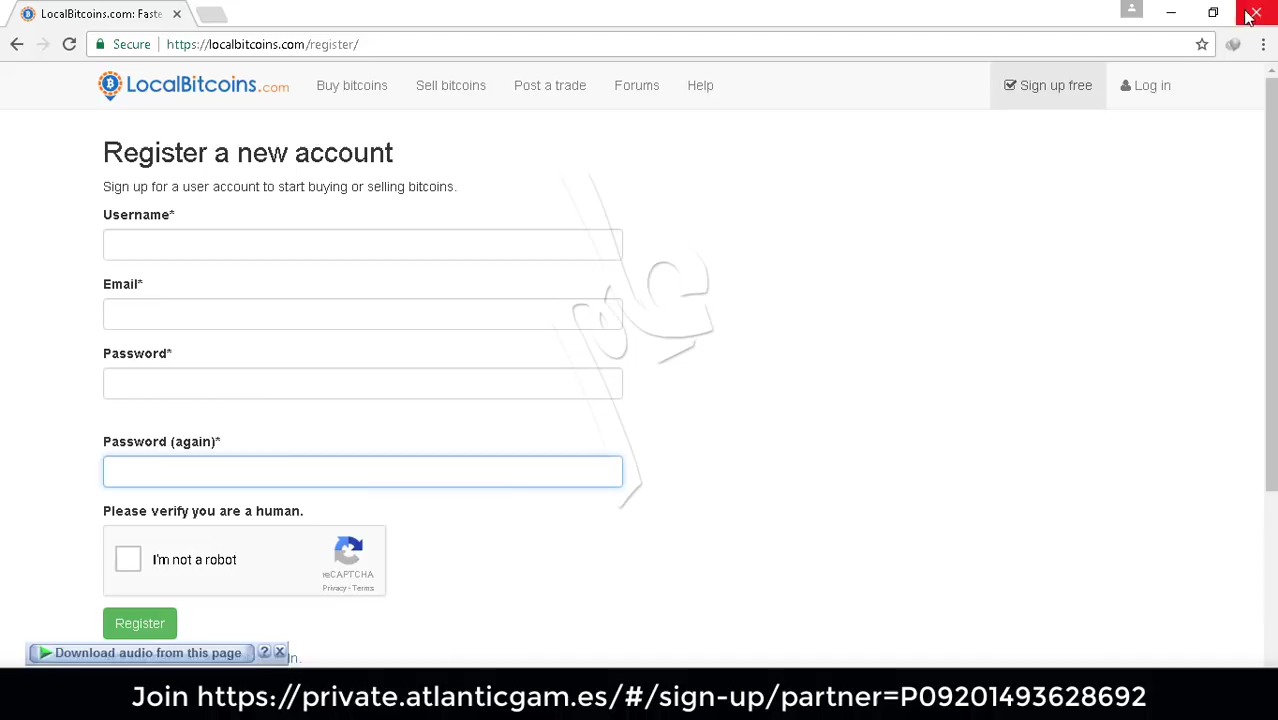 LocalBitcoins.com: Faste
Secure https://localbitcoins.com/register/
LocalBitcoins.com Buy bitcoins Sell bitcoins Post a trade Forums Help Sign up free Log in
Register a new account
Sign up for a user account to start buying or selling bitcoins.
Username*
Email*
Password*
Password (again)*
Please verify you are a human.
I'm not a robot
reCAPTCHA
Privacy - Terms
Register
Download audio from this page ? x
in.
Join https://private.atlanticgam.es/#/sign-up/partner=P09201493628692